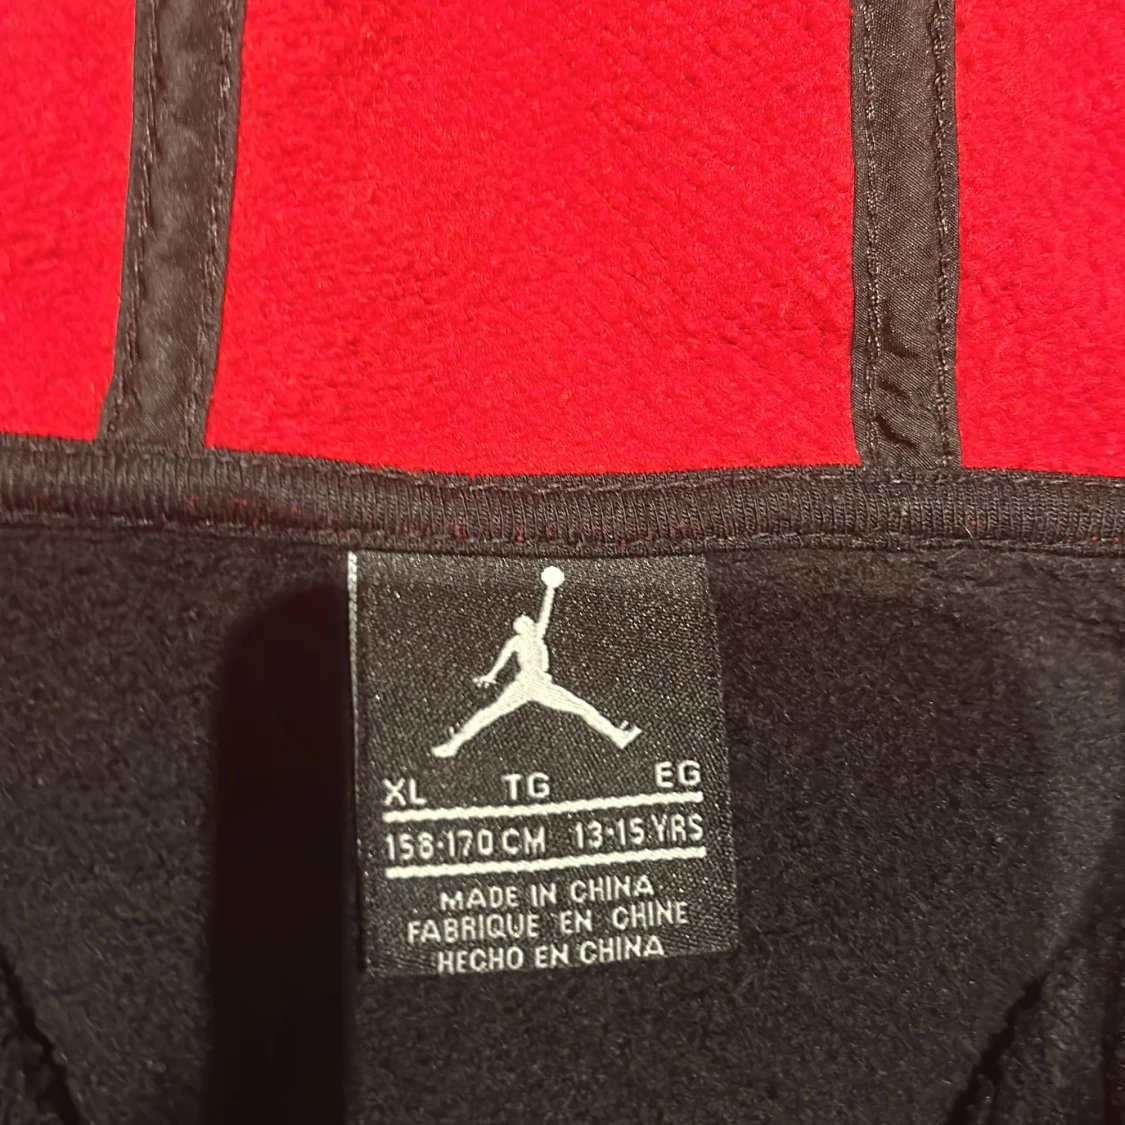 XL TG EG
158-170 CM 13-15 YRS
MADE IN CHINA
FABRIQUE EN CHINE
HECHO EN CHINA